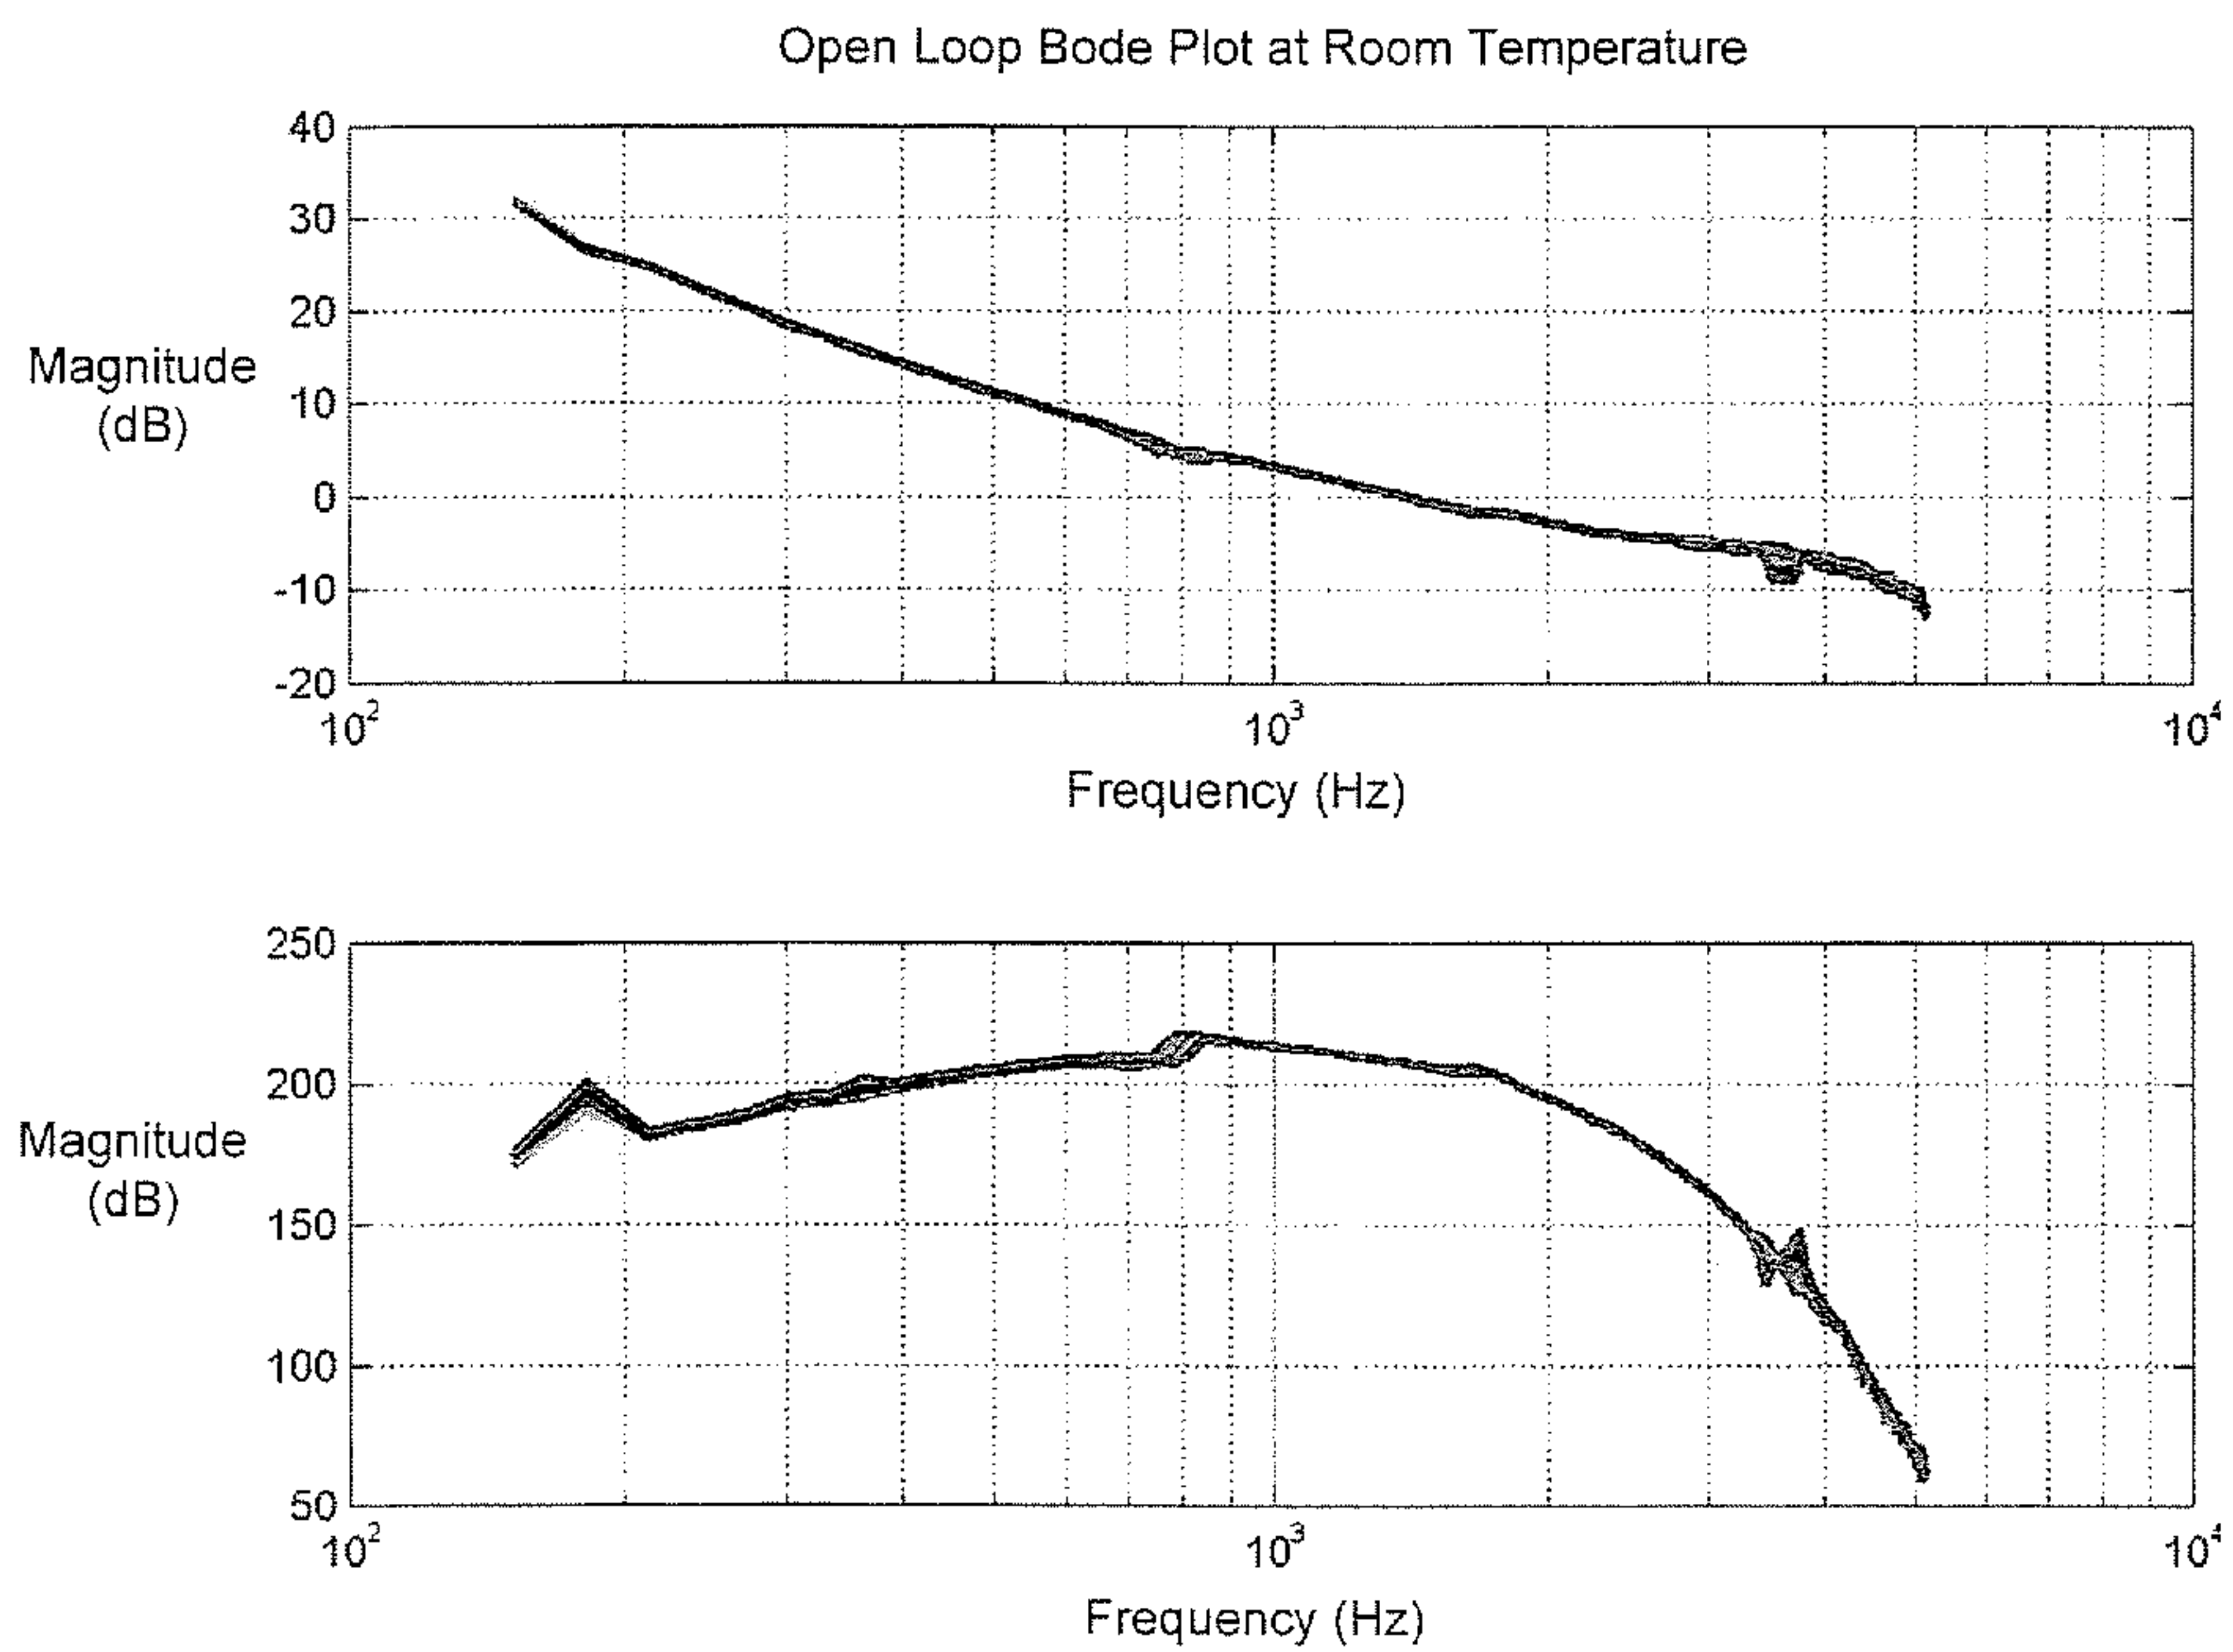 Open Loop Bode Plot at Room Temperature
40
30
20
10
0
-10
-20
Magnitude
(dB)
10²
10³
10⁴
Frequency (Hz)
250
200
150
100
50
Magnitude
(dB)
10²
10³
10⁴
Frequency (Hz)